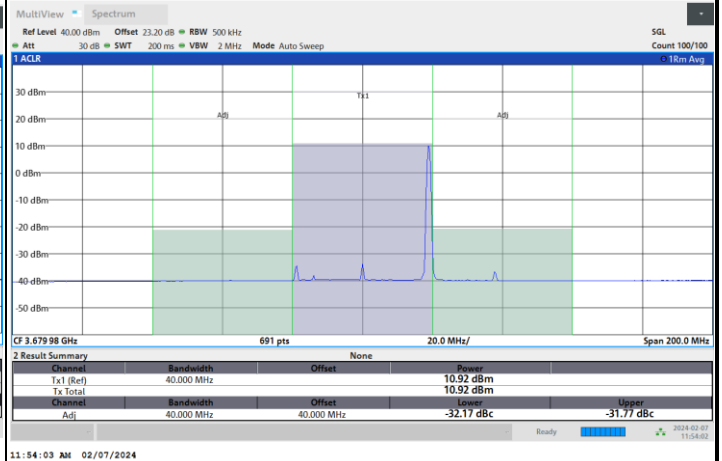 MultiView Spectrum
Ref Level 40.00 dBm Offset 23.20 dB RBW 500 kHz SGL
Att 30 dB SWT 200 ms VBW 2 MHz Mode Auto Sweep Count 100/100
1 ACLR 1Rm Avg
30 dBm
Tx1
20 dBm Adj Adj
10 dBm
0 dBm
-10 dBm
-20 dBm
-30 dBm
-40 dBm
-50 dBm
CF 3.67998 GHz 691 pts 20.0 MHz/ Span 200.0 MHz
2 Result Summary None
Channel Bandwidth Offset Power
Tx1 (Ref) 40.000 MHz 10.92 dBm
Tx Total 10.92 dBm
Channel Bandwidth Offset Lower Upper
Adj 40.000 MHz 40.000 MHz -32.17 dBc -31.77 dBc
Ready 2024-02-07
11:54:02
11:54:03 AM 02/07/2024